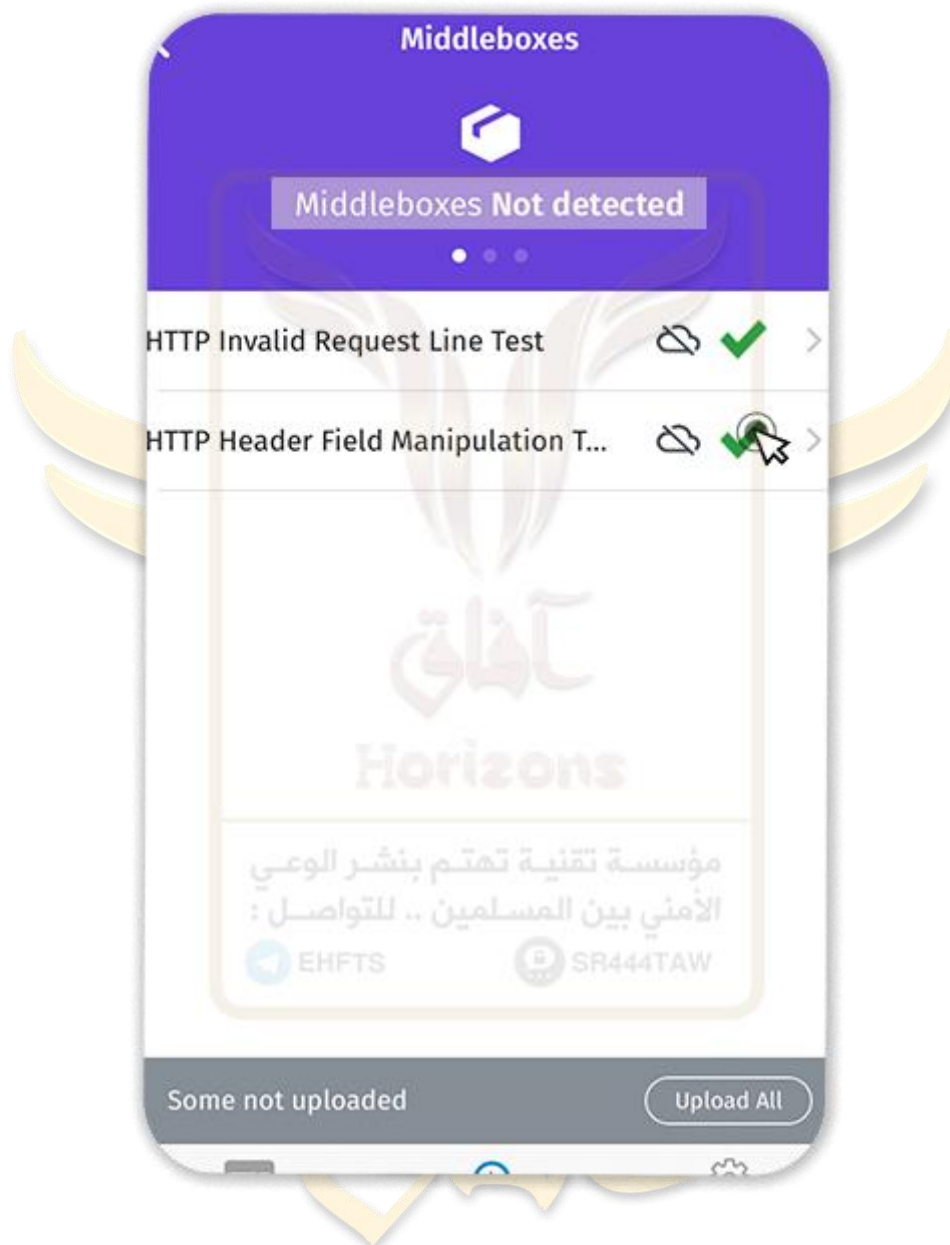 Middleboxes
Middleboxes Not detected
HTTP Invalid Request Line Test
HTTP Header Field Manipulation T...
آفاق
Horizons
مؤسسة تقنية تهتم بنشر الوعي
الأمني بين المسلمين .. للتواصل :
EHFTS SR444TAW
Some not uploaded Upload All